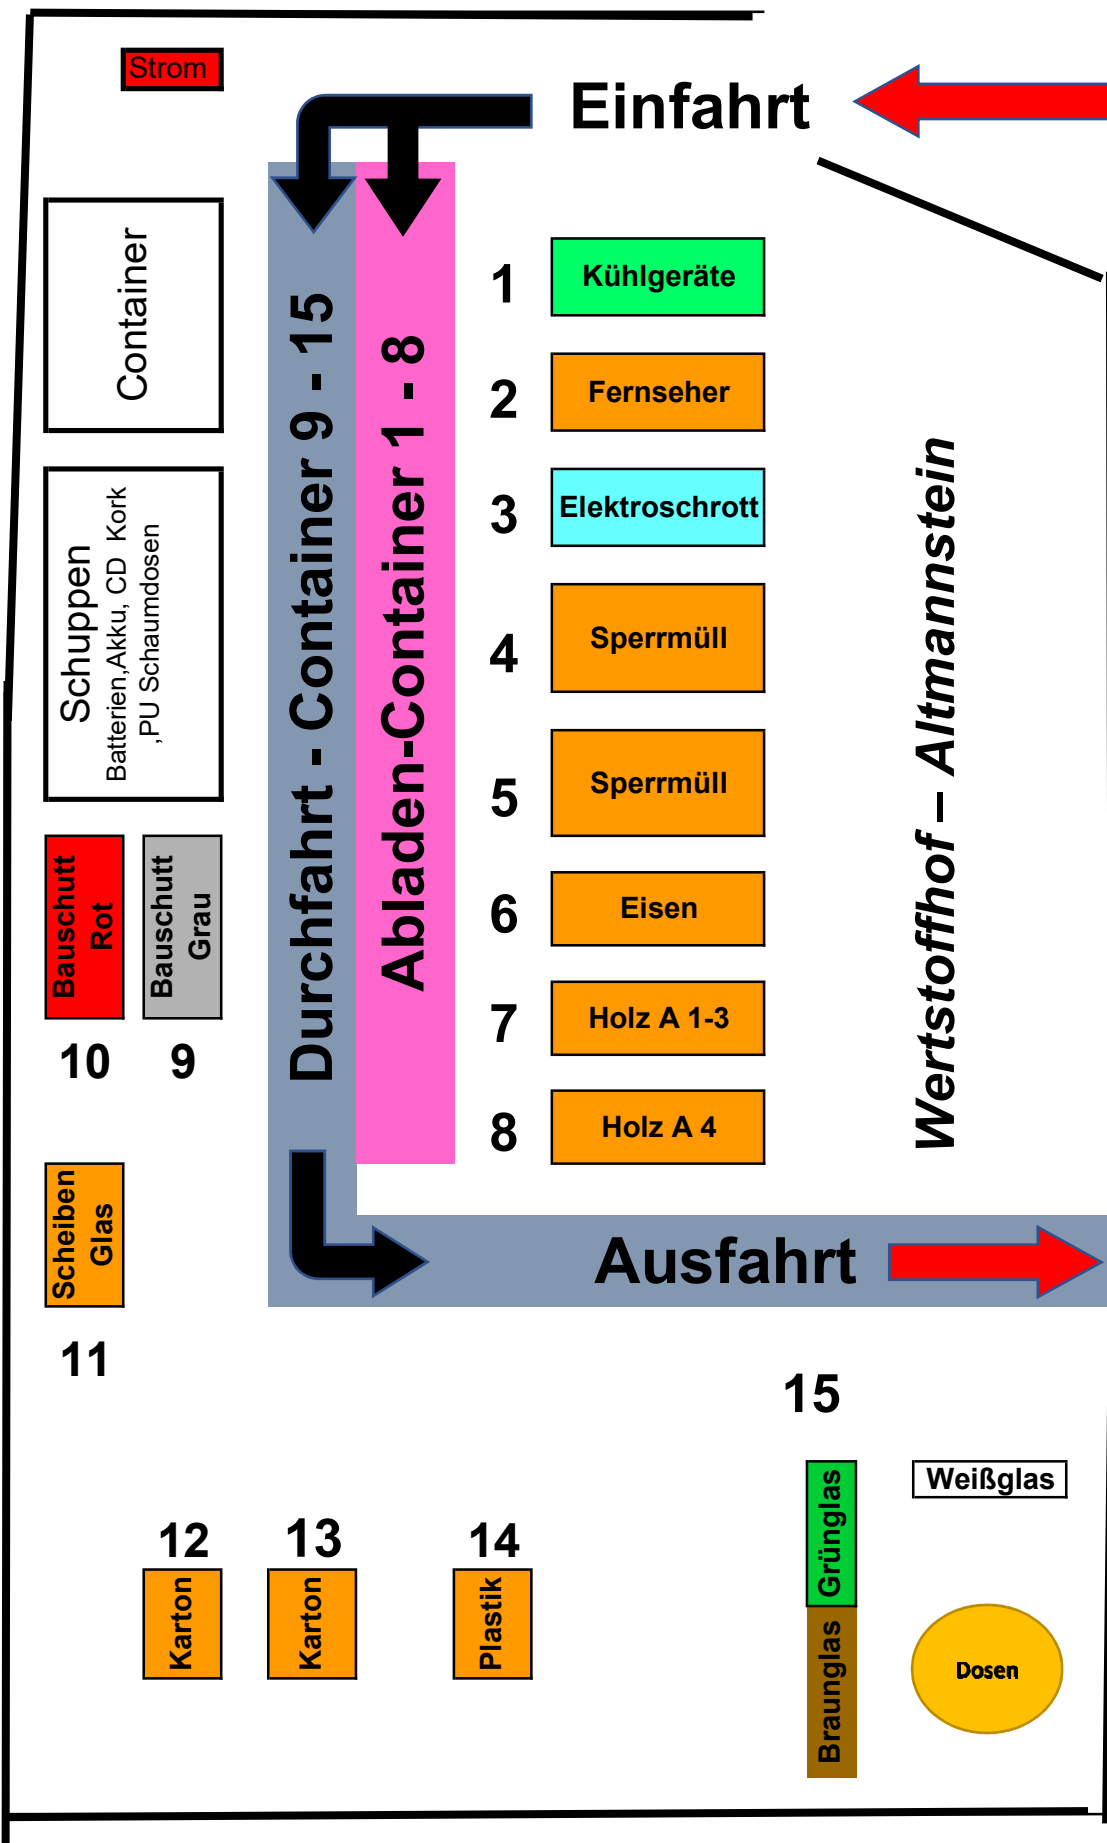 Strom
Einfahrt
Container
Schuppen
Batterien,Akku, CD  Kork
,PU Schaumdosen
Durchfahrt - Container 9 - 15
Abladen-Container 1 - 8
1
Kühlgeräte
2
Fernseher
3
Elektroschrott
4
Sperrmüll
5
Sperrmüll
6
Eisen
7
Holz A 1-3
8
Holz A 4
Wertstoffhof – Altmannstein
Bauschutt
Rot
10
Bauschutt
Grau
9
Scheiben
Glas
11
Ausfahrt
12
Karton
13
Karton
14
Plastik
15
Grünglas
Braunglas
Weißglas
Dosen